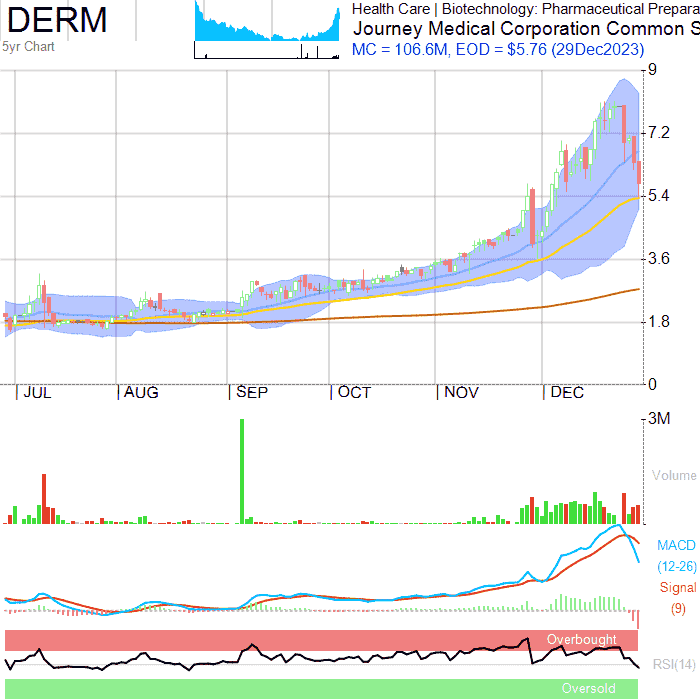 DERM
5yr Chart
Health Care | Biotechnology: Pharmaceutical Prepara
Journey Medical Corporation Common S
MC = 106.6M, EOD = $5.76 (29Dec2023)
9
7.2
5.4
3.6
1.8
0
JUL AUG SEP OCT NOV DEC
3M
Volume
MACD
(12-26)
Signal
(9)
Overbought
RSI(14)
Oversold